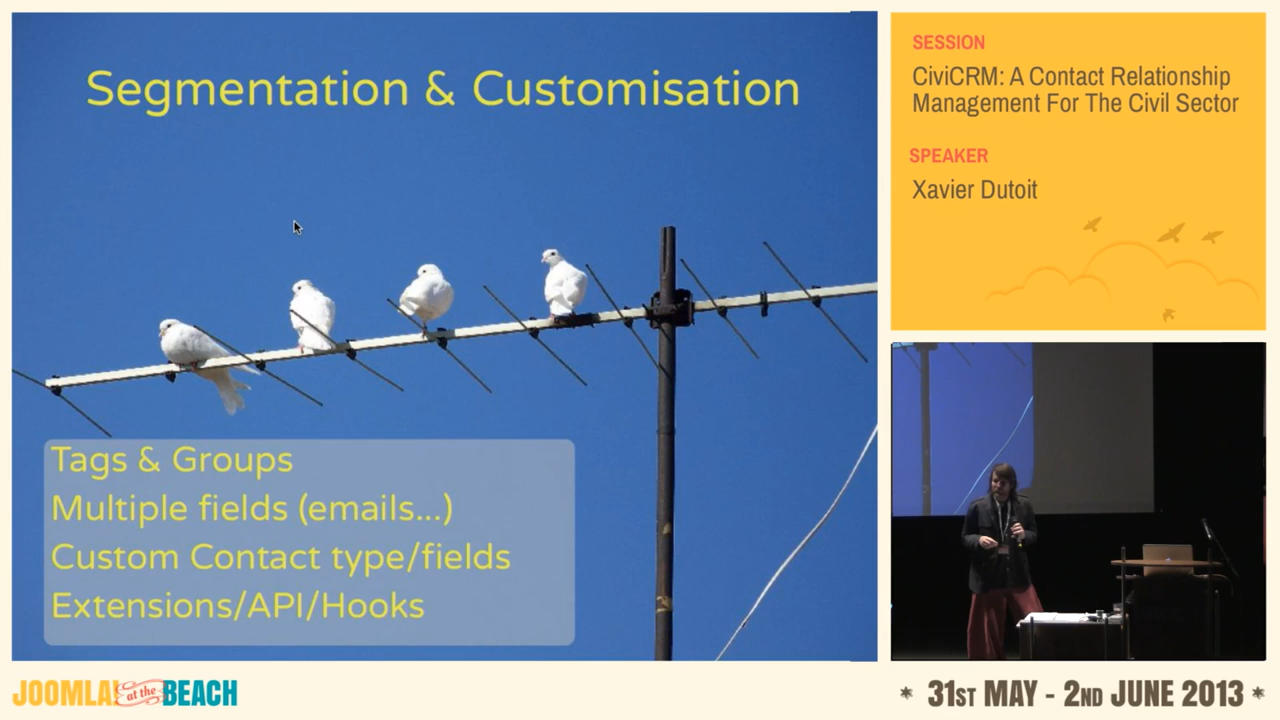 Segmentation & Customisation
Tags & Groups
Multiple fields (emails...)
Custom Contact type/fields
Extensions/API/Hooks
SESSION
CiviCRM: A Contact Relationship
Management For The Civil Sector
SPEAKER
Xavier Dutoit
JOOMLA! at the BEACH
* 31ST MAY - 2ND JUNE 2013 *